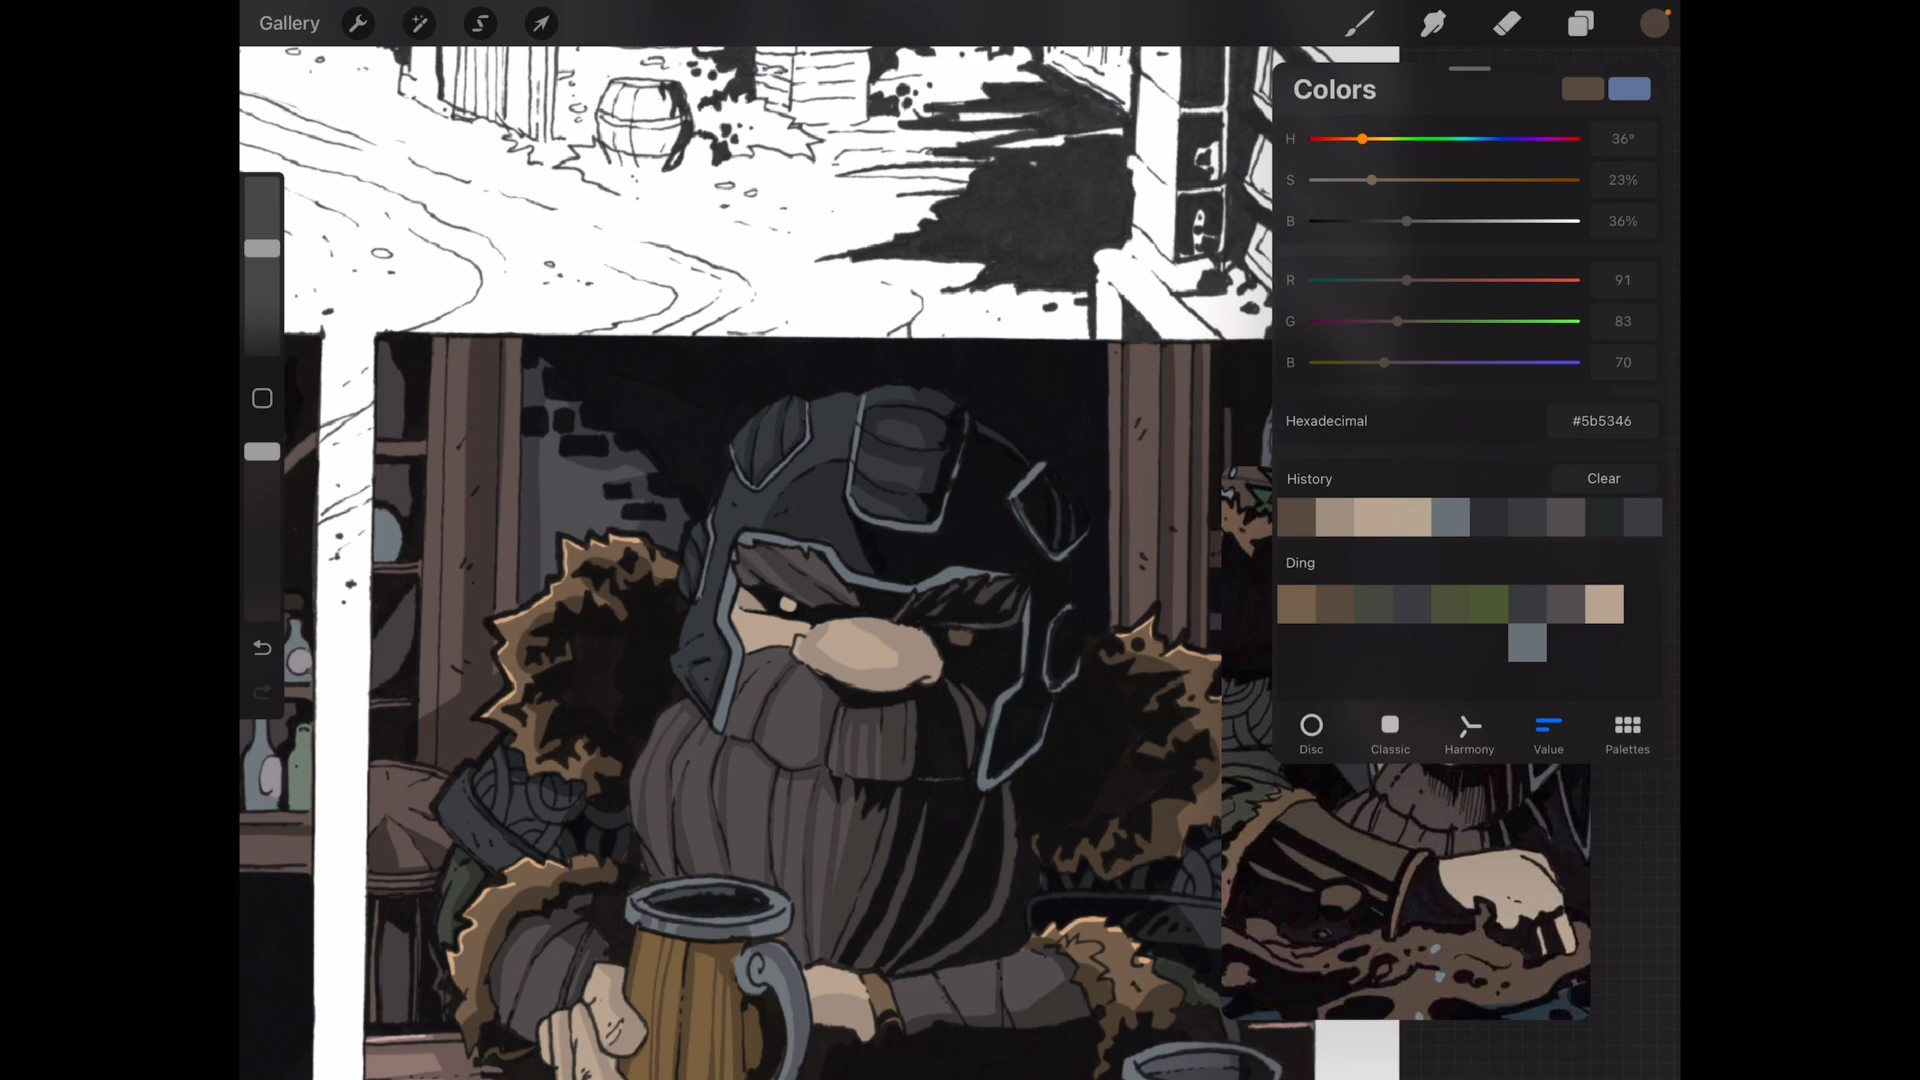 Gallery
Colors
H 36°
S 23%
B 36%
R 91
G 83
B 70
Hexadecimal #5b5346
History Clear
Ding
Disc Classic Harmony Value Palettes